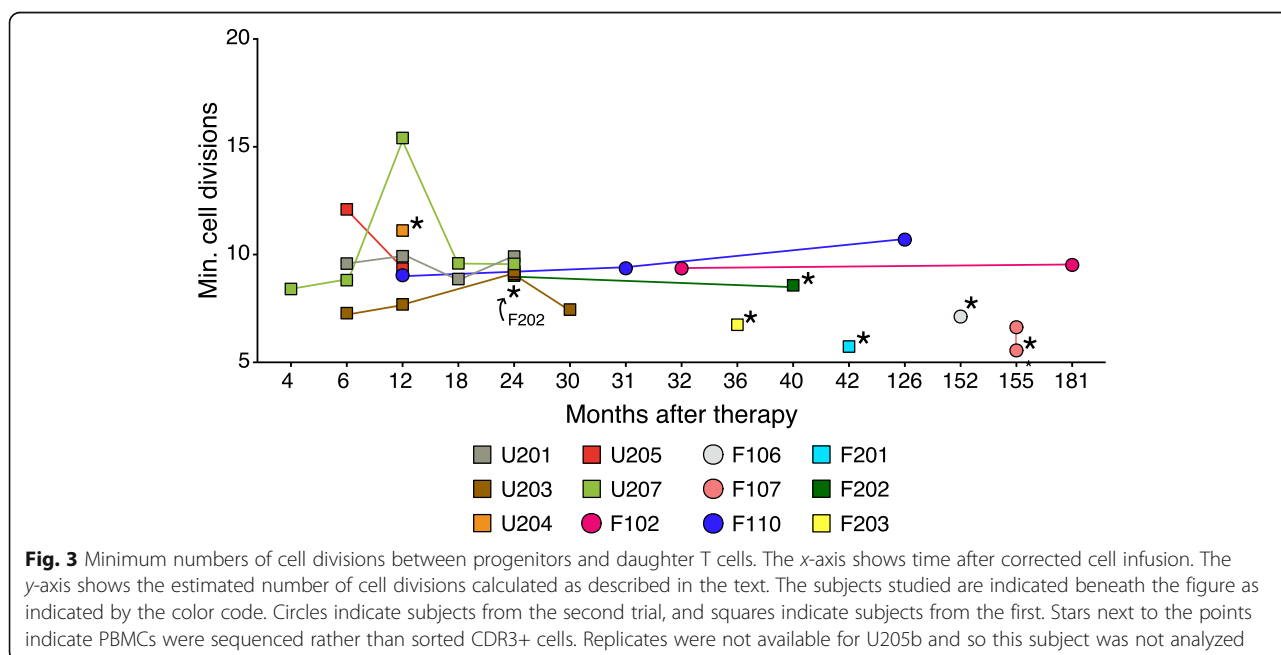 20
15
10
5
Min. cell divisions
*
*
*
*
*
*
*
F202
4 6 12 18 24 30 31 32 36 40 42 126 152 155 181
Months after therapy
U201 U205 F106 F201
U203 U207 F107 F202
U204 F102 F110 F203
Fig. 3 Minimum numbers of cell divisions between progenitors and daughter T cells. The x-axis shows time after corrected cell infusion. The
y-axis shows the estimated number of cell divisions calculated as described in the text. The subjects studied are indicated beneath the figure as
indicated by the color code. Circles indicate subjects from the second trial, and squares indicate subjects from the first. Stars next to the points
indicate PBMCs were sequenced rather than sorted CDR3+ cells. Replicates were not available for U205b and so this subject was not analyzed